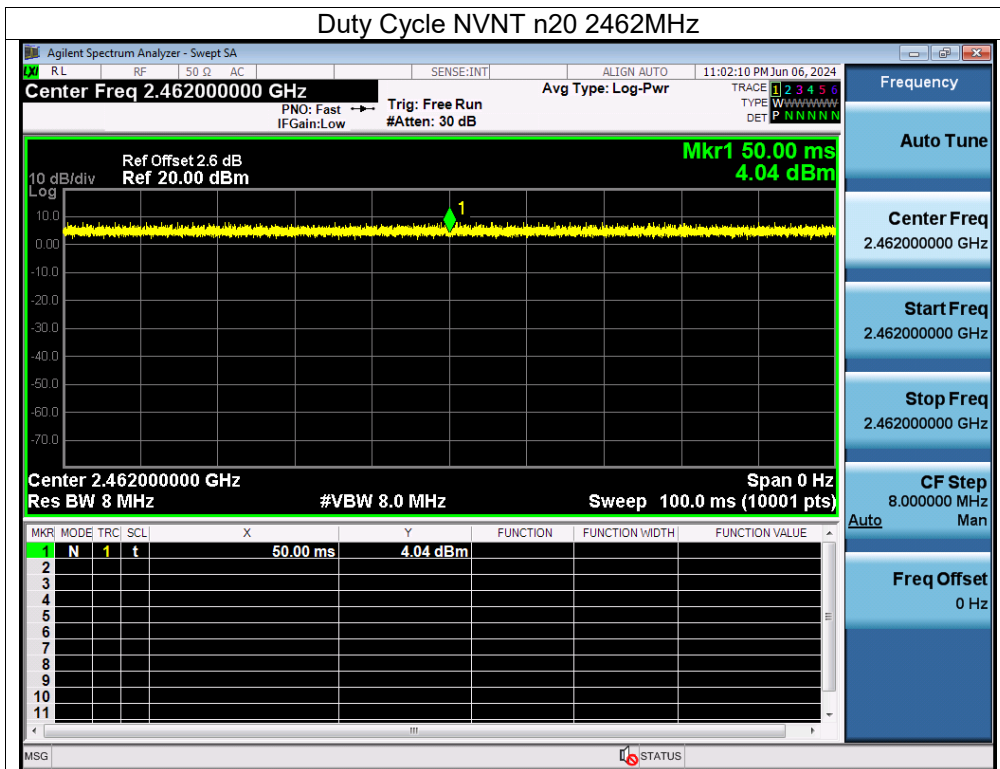 Duty Cycle NVNT n20 2462MHz
Agilent Spectrum Analyzer - Swept SA
LXI RL RF 50 Ω AC SENSE:INT ALIGN AUTO 11:02:10 PM Jun 06, 2024
Center Freq 2.462000000 GHz
PNO: Fast
IFGain:Low
Trig: Free Run
#Atten: 30 dB
Avg Type: Log-Pwr
TRACE 1 2 3 4 5 6
TYPE WWWWWW
DET P N N N N N
Mkr1 50.00 ms
4.04 dBm
Ref Offset 2.6 dB
10 dB/div Ref 20.00 dBm
Log
1
10.0
0.00
-10.0
-20.0
-30.0
-40.0
-50.0
-60.0
-70.0
Center 2.462000000 GHz Span 0 Hz
Res BW 8 MHz #VBW 8.0 MHz Sweep 100.0 ms (10001 pts)
MKR MODE TRC SCL X Y FUNCTION FUNCTION WIDTH FUNCTION VALUE
1 N 1 t 50.00 ms 4.04 dBm
2
3
4
5
6
7
8
9
10
11
MSG STATUS
Frequency
Auto Tune
Center Freq
2.462000000 GHz
Start Freq
2.462000000 GHz
Stop Freq
2.462000000 GHz
CF Step
8.000000 MHz
Auto Man
Freq Offset
0 Hz